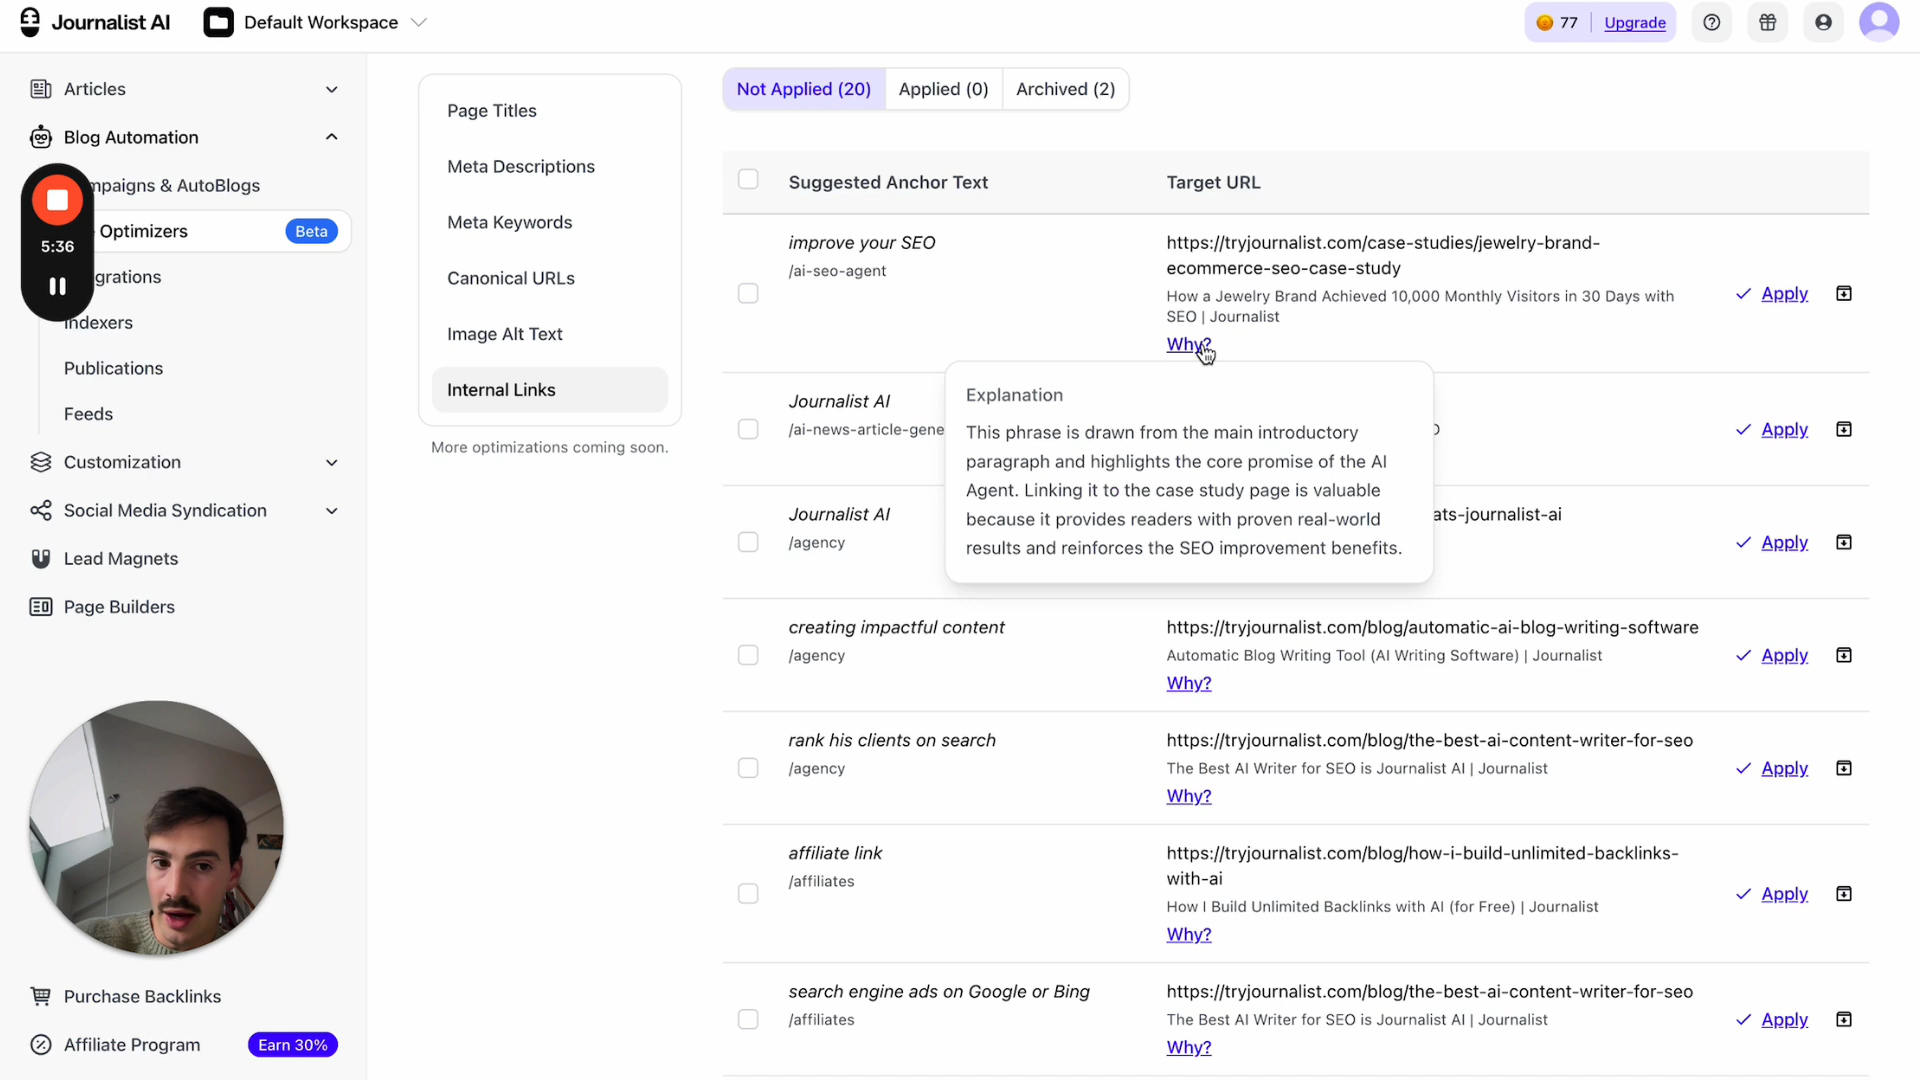 Journalist AI
Default Workspace
77
Upgrade
Articles
Blog Automation
mpaigns & AutoBlogs
Optimizers
Beta
grations
Indexers
Publications
Feeds
Customization
Social Media Syndication
Lead Magnets
Page Builders
5:36
Purchase Backlinks
Affiliate Program
Earn 30%
Page Titles
Meta Descriptions
Meta Keywords
Canonical URLs
Image Alt Text
Internal Links
More optimizations coming soon.
Not Applied (20)
Applied (0)
Archived (2)
Suggested Anchor Text
Target URL
improve your SEO
/ai-seo-agent
https://tryjournalist.com/case-studies/jewelry-brand-
ecommerce-seo-case-study
How a Jewelry Brand Achieved 10,000 Monthly Visitors in 30 Days with
SEO | Journalist
Why?
Apply
Explanation
This phrase is drawn from the main introductory
paragraph and highlights the core promise of the AI
Agent. Linking it to the case study page is valuable
because it provides readers with proven real-world
results and reinforces the SEO improvement benefits.
Journalist AI
/ai-news-article-gene
Apply
Journalist AI
/agency
ats-journalist-ai
Apply
creating impactful content
/agency
https://tryjournalist.com/blog/automatic-ai-blog-writing-software
Automatic Blog Writing Tool (AI Writing Software) | Journalist
Why?
Apply
rank his clients on search
/agency
https://tryjournalist.com/blog/the-best-ai-content-writer-for-seo
The Best AI Writer for SEO is Journalist AI | Journalist
Why?
Apply
affiliate link
/affiliates
https://tryjournalist.com/blog/how-i-build-unlimited-backlinks-
with-ai
How I Build Unlimited Backlinks with AI (for Free) | Journalist
Why?
Apply
search engine ads on Google or Bing
/affiliates
https://tryjournalist.com/blog/the-best-ai-content-writer-for-seo
The Best AI Writer for SEO is Journalist AI | Journalist
Why?
Apply